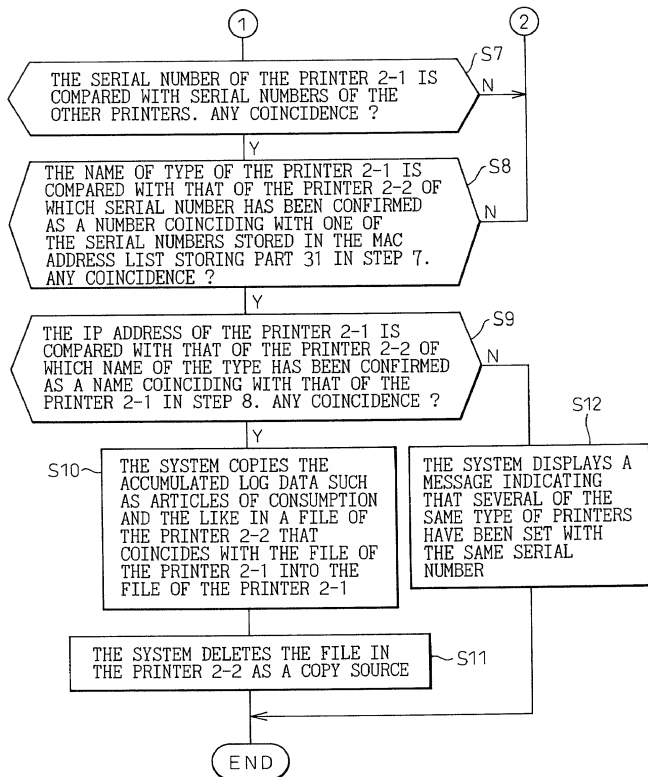 1
2
S7
THE SERIAL NUMBER OF THE PRINTER 2-1 IS
COMPARED WITH SERIAL NUMBERS OF THE
OTHER PRINTERS. ANY COINCIDENCE ?
N
Y
S8
THE NAME OF TYPE OF THE PRINTER 2-1 IS
COMPARED WITH THAT OF THE PRINTER 2-2 OF
WHICH SERIAL NUMBER HAS BEEN CONFIRMED
AS A NUMBER COINCIDING WITH ONE OF
THE SERIAL NUMBERS STORED IN THE MAC
ADDRESS LIST STORING PART 31 IN STEP 7.
ANY COINCIDENCE ?
N
Y
S9
THE IP ADDRESS OF THE PRINTER 2-1 IS
COMPARED WITH THAT OF THE PRINTER 2-2 OF
WHICH NAME OF THE TYPE HAS BEEN CONFIRMED
AS A NAME COINCIDING WITH THAT OF THE
PRINTER 2-1 IN STEP 8. ANY COINCIDENCE ?
N
Y
S10
THE SYSTEM COPIES THE
ACCUMULATED LOG DATA SUCH
AS ARTICLES OF CONSUMPTION
AND THE LIKE IN A FILE OF
THE PRINTER 2-2 THAT
COINCIDES WITH THE FILE OF
THE PRINTER 2-1 INTO THE
FILE OF THE PRINTER 2-1
S12
THE SYSTEM DISPLAYS A
MESSAGE INDICATING
THAT SEVERAL OF THE
SAME TYPE OF PRINTERS
HAVE BEEN SET WITH
THE SAME SERIAL
NUMBER
THE SYSTEM DELETES THE FILE IN
THE PRINTER 2-2 AS A COPY SOURCE
S11
END